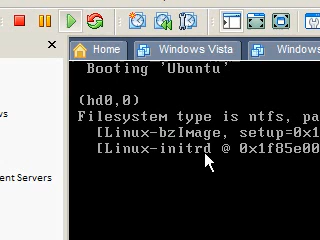 Home
Windows Vista
Windows
Booting 'Ubuntu'
(hd0,0)
Filesystem type is ntfs, pa
[Linux-bzImage, setup=0x1
[Linux-initrd @ 0x1f85e00
ws
ent Servers